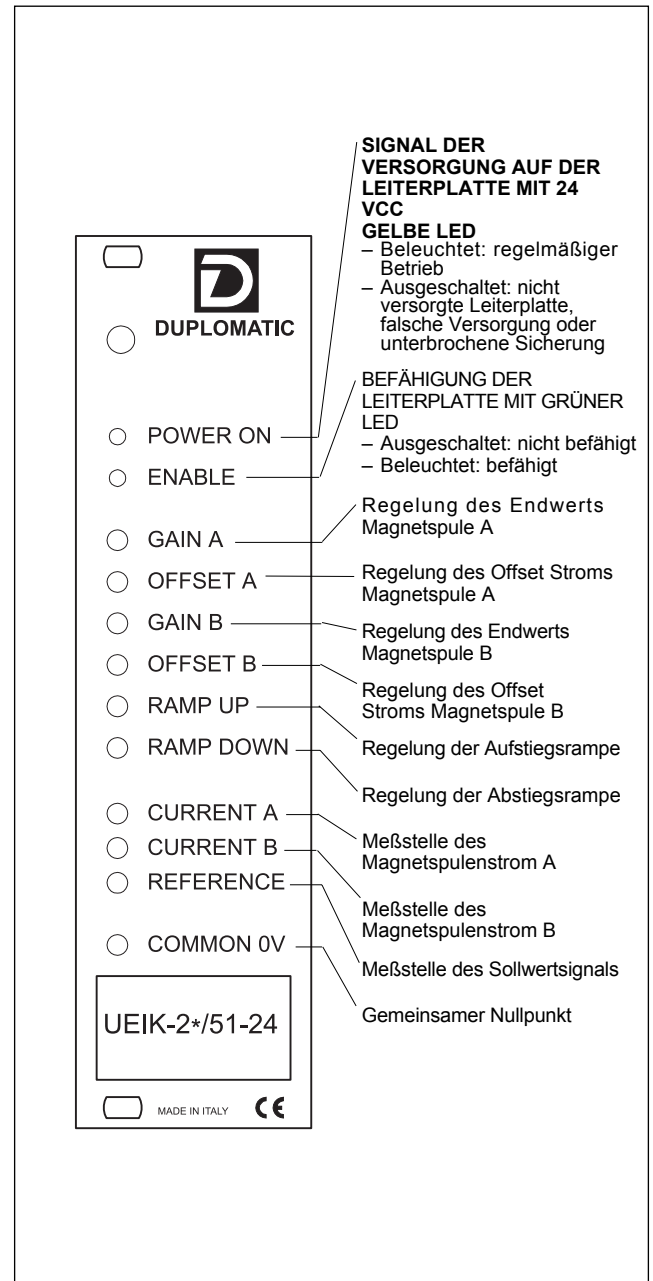 SIGNAL DER
VERSORGUNG AUF DER
LEITERPLATTE MIT 24
VCC
GELBE LED
– Beleuchtet: regelmäßiger
Betrieb
– Ausgeschaltet: nicht
versorgte Leiterplatte,
falsche Versorgung oder
unterbrochene Sicherung
BEFÄHIGUNG DER
LEITERPLATTE MIT GRÜNER
LED
– Ausgeschaltet: nicht befähigt
– Beleuchtet: befähigt
Regelung des Endwerts
Magnetspule A
Regelung des Offset Stroms
Magnetspule A
Regelung des Endwerts
Magnetspule B
Regelung des Offset
Stroms Magnetspule B
Regelung der Aufstiegsrampe
Regelung der Abstiegsrampe
Meßstelle des
Magnetspulenstrom A
Meßstelle des
Magnetspulenstrom B
Meßstelle des Sollwertsignals
Gemeinsamer Nullpunkt
D
DUPLOMATIC
POWER ON
ENABLE
GAIN A
OFFSET A
GAIN B
OFFSET B
RAMP UP
RAMP DOWN
CURRENT A
CURRENT B
REFERENCE
COMMON 0V
UEIK-2*/51-24
MADE IN ITALY CE